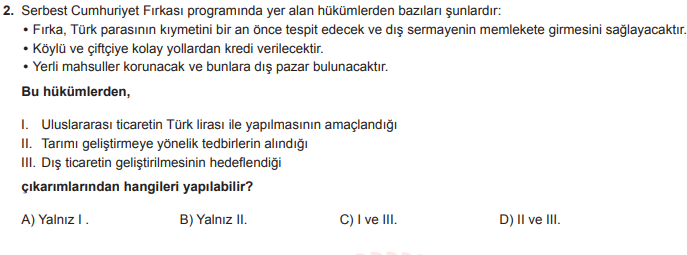 2. Serbest Cumhuriyet Fırkası programında yer alan hükümlerden bazıları şunlardır:
• Fırka, Türk parasının kıymetini bir an önce tespit edecek ve dış sermayenin memlekete girmesini sağlayacaktır.
• Köylü ve çiftçiye kolay yollardan kredi verilecektir.
• Yerli mahsuller korunacak ve bunlara dış pazar bulunacaktır.
Bu hükümlerden,
I. Uluslararası ticaretin Türk lirası ile yapılmasının amaçlandığı
II. Tarımı geliştirmeye yönelik tedbirlerin alındığı
III. Dış ticaretin geliştirilmesinin hedeflendiği
çıkarımlarından hangileri yapılabilir?
A) Yalnız I . B) Yalnız II. C) I ve III. D) II ve III.